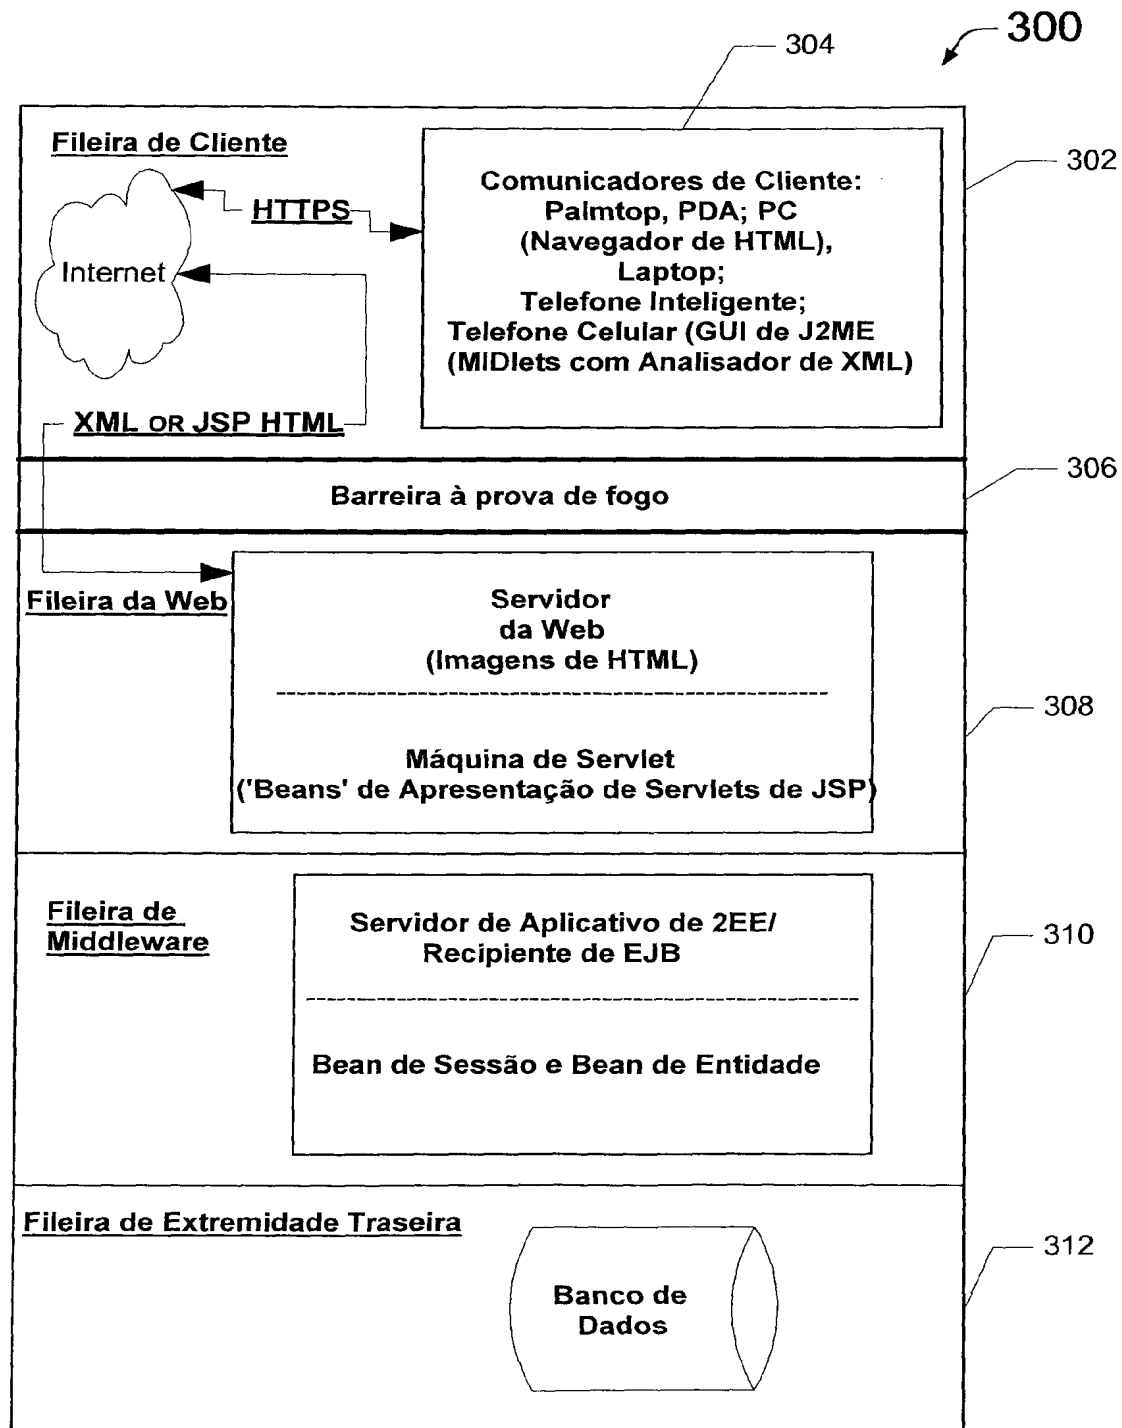 300
304
Fileira de Cliente
302
Comunicadores de Cliente:
Palmtop, PDA; PC
(Navegador de HTML),
Laptop;
Telefone Inteligente;
Telefone Celular (GUI de J2ME
(MIDlets com Analisador de XML)
HTTPS
Internet
XML OR JSP HTML
306
Barreira à prova de fogo
Fileira da Web
Servidor
da Web
(Imagens de HTML)
308
Máquina de Servlet
('Beans' de Apresentação de Servlets de JSP)
Fileira de
Middleware
Servidor de Aplicativo de 2EE/
Recipiente de EJB
310
Bean de Sessão e Bean de Entidade
Fileira de Extremidade Traseira
312
Banco de
Dados